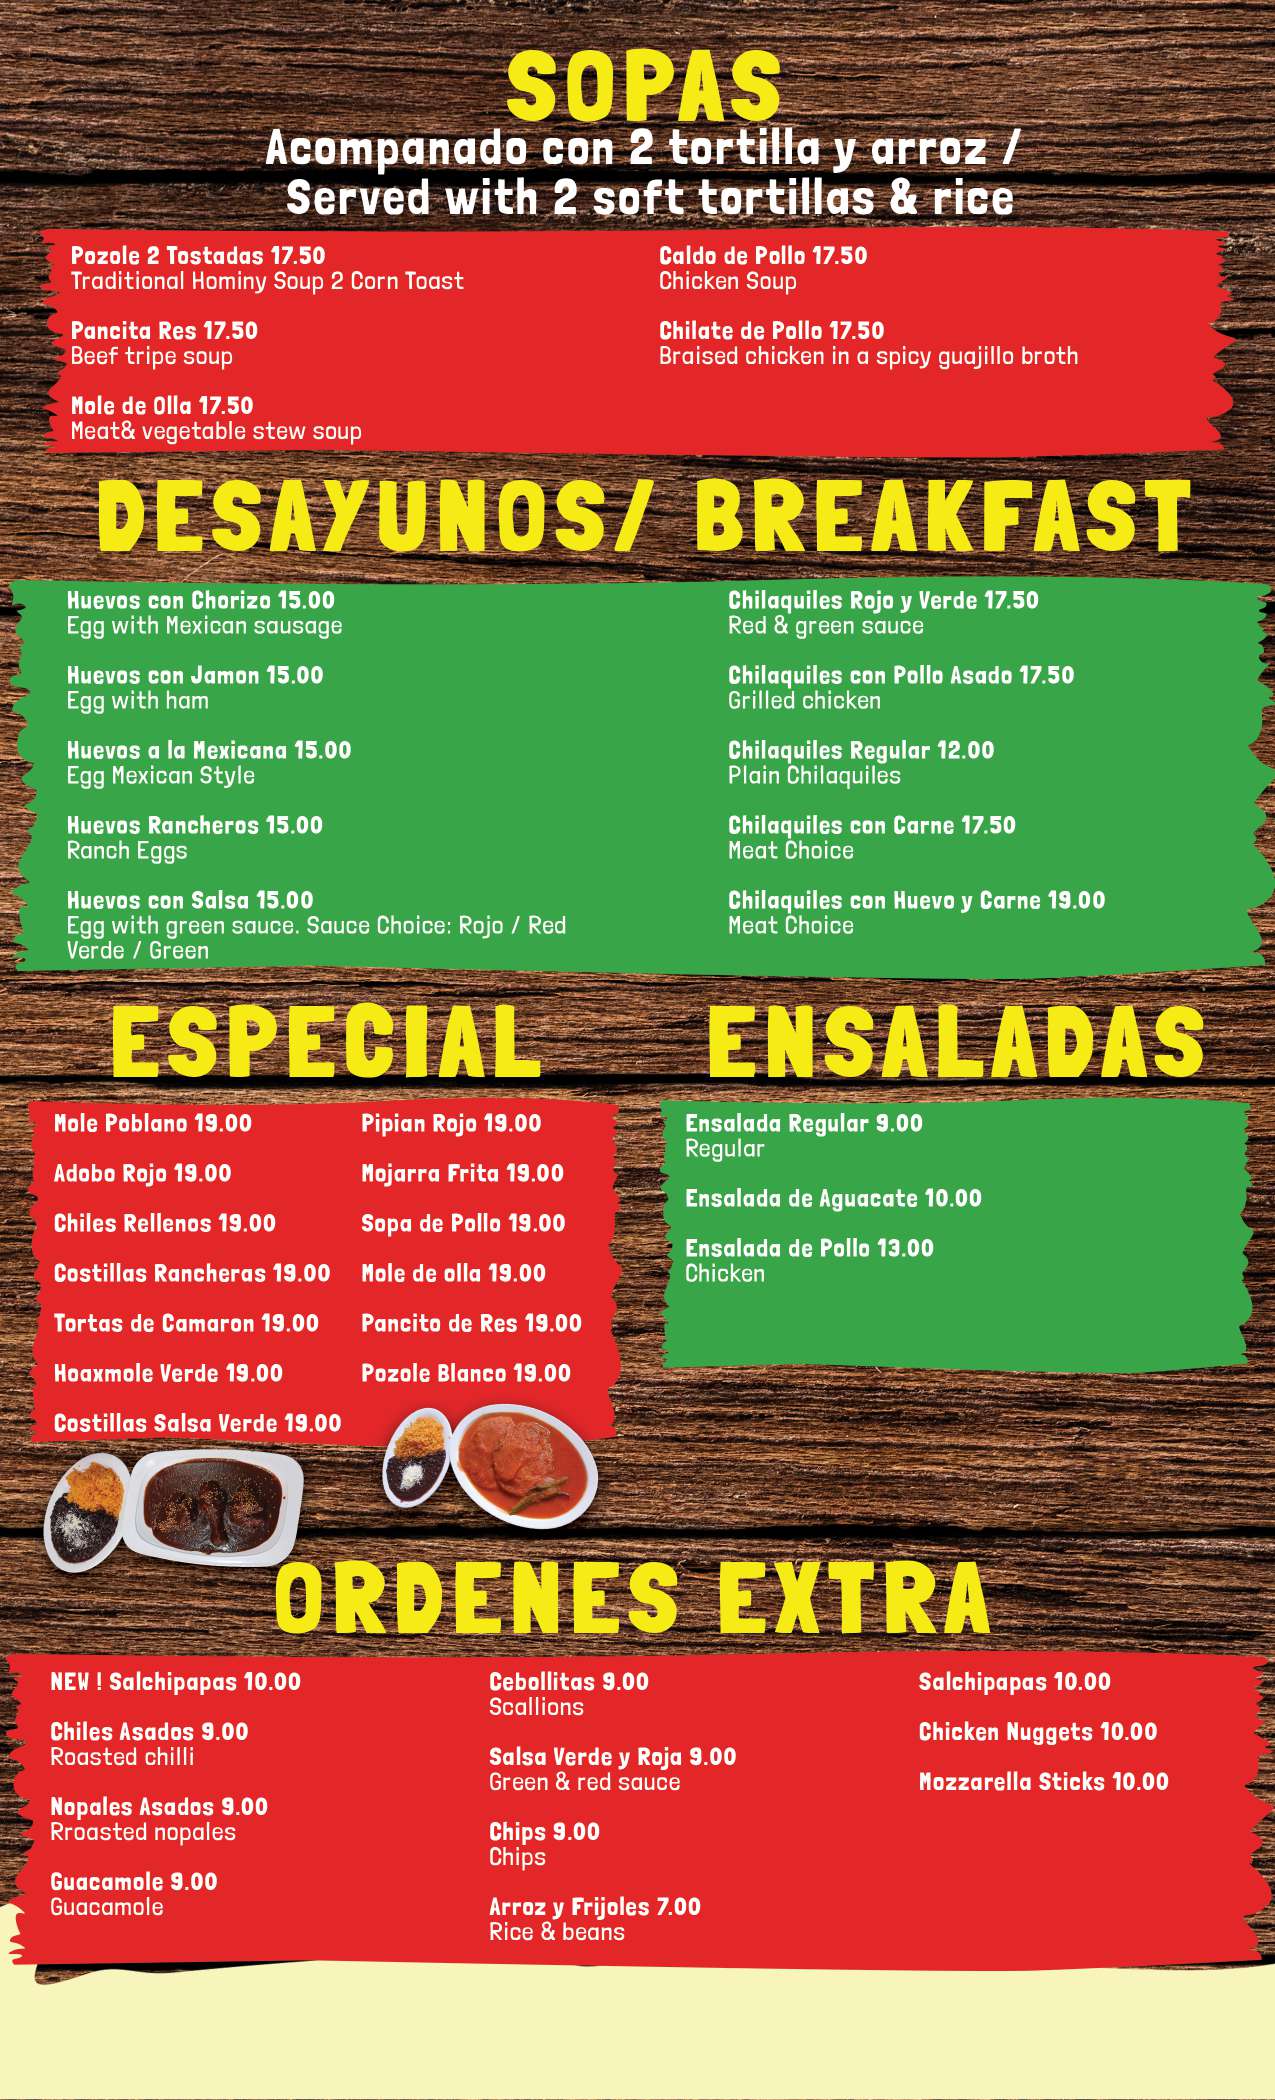 SOPAS
Acompanado con 2 tortilla y arroz /
Served with 2 soft tortillas & rice
Pozole 2 Tostadas 17.50
Traditional Hominy Soup 2 Corn Toast
Pancita Res 17.50
Beef tripe soup
Mole de Olla 17.50
Meat& vegetable stew soup
Caldo de Pollo 17.50
Chicken Soup
Chilate de Pollo 17.50
Braised chicken in a spicy guajillo broth
DESAYUNOS/ BREAKFAST
Huevos con Chorizo 15.00
Egg with Mexican sausage
Huevos con Jamon 15.00
Egg with ham
Huevos a la Mexicana 15.00
Egg Mexican Style
Huevos Rancheros 15.00
Ranch Eggs
Huevos con Salsa 15.00
Egg with green sauce. Sauce Choice: Rojo / Red
Verde / Green
Chilaquiles Rojo y Verde 17.50
Red & green sauce
Chilaquiles con Pollo Asado 17.50
Grilled chicken
Chilaquiles Regular 12.00
Plain Chilaquiles
Chilaquiles con Carne 17.50
Meat Choice
Chilaquiles con Huevo y Carne 19.00
Meat Choice
ESPECIAL
Mole Poblano 19.00
Adobo Rojo 19.00
Chiles Rellenos 19.00
Costillas Rancheras 19.00
Tortas de Camaron 19.00
Hoaxmole Verde 19.00
Costillas Salsa Verde 19.00
Pipian Rojo 19.00
Mojarra Frita 19.00
Sopa de Pollo 19.00
Mole de olla 19.00
Pancito de Res 19.00
Pozole Blanco 19.00
ENSALADAS
Ensalada Regular 9.00
Regular
Ensalada de Aguacate 10.00
Ensalada de Pollo 13.00
Chicken
ORDENES EXTRA
NEW ! Salchipapas 10.00
Chiles Asados 9.00
Roasted chilli
Nopales Asados 9.00
Rroasted nopales
Guacamole 9.00
Guacamole
Cebollitas 9.00
Scallions
Salsa Verde y Roja 9.00
Green & red sauce
Chips 9.00
Chips
Arroz y Frijoles 7.00
Rice & beans
Salchipapas 10.00
Chicken Nuggets 10.00
Mozzarella Sticks 10.00